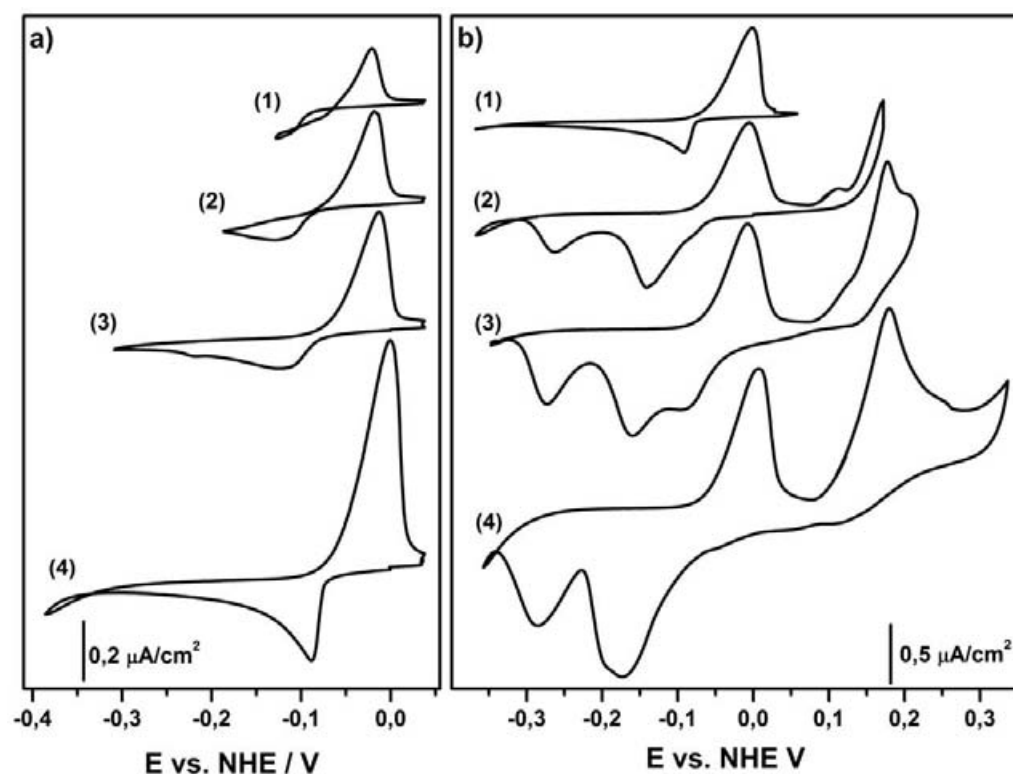 a)
(1)
(2)
(3)
(4)
0,2 μA/cm²
-0,4 -0,3 -0,2 -0,1 0,0
E vs. NHE / V
b)
(1)
(2)
(3)
(4)
0,5 μA/cm²
-0,3 -0,2 -0,1 0,0 0,1 0,2 0,3
E vs. NHE V